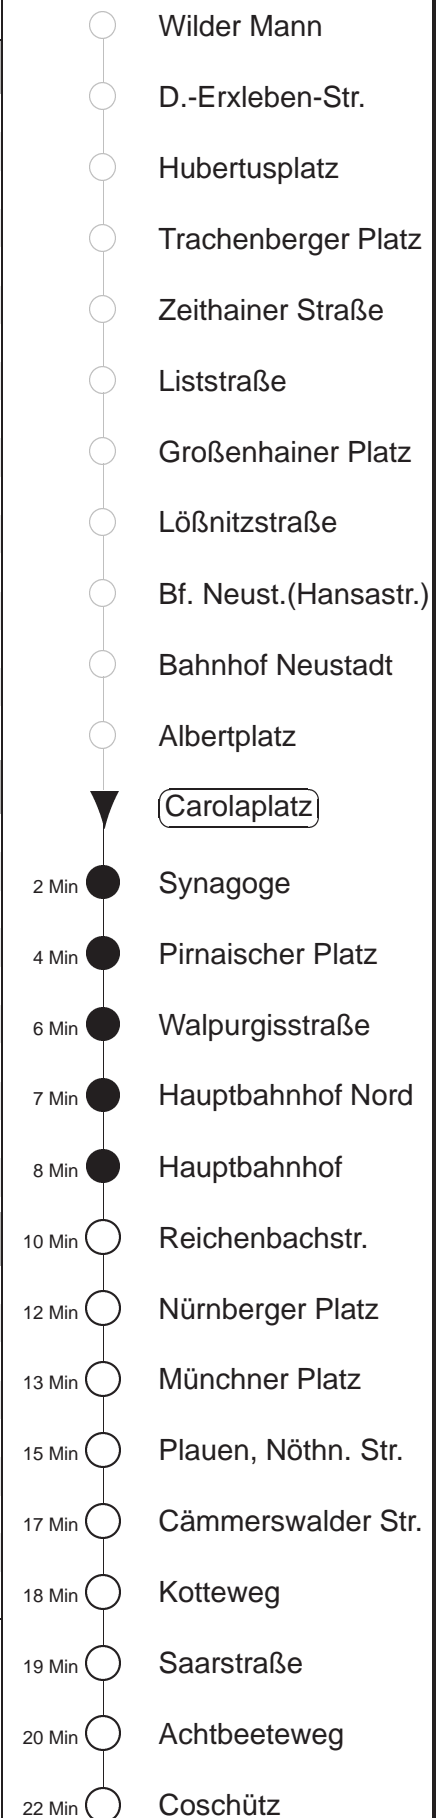 Wilder Mann
D.-Erxleben-Str.
Hubertusplatz
Trachenberger Platz
Zeithainer Straße
Liststraße
Großenhainer Platz
Lößnitzstraße
Bf. Neust.(Hansastr.)
Bahnhof Neustadt
Albertplatz
Carolaplatz
2 Min Synagoge
4 Min Pirnaischer Platz
6 Min Walpurgisstraße
7 Min Hauptbahnhof Nord
8 Min Hauptbahnhof
10 Min Reichenbachstr.
12 Min Nürnberger Platz
13 Min Münchner Platz
15 Min Plauen, Nöthn. Str.
17 Min Cämmerswalder Str.
18 Min Kotteweg
19 Min Saarstraße
20 Min Achtbeeteweg
22 Min Coschütz